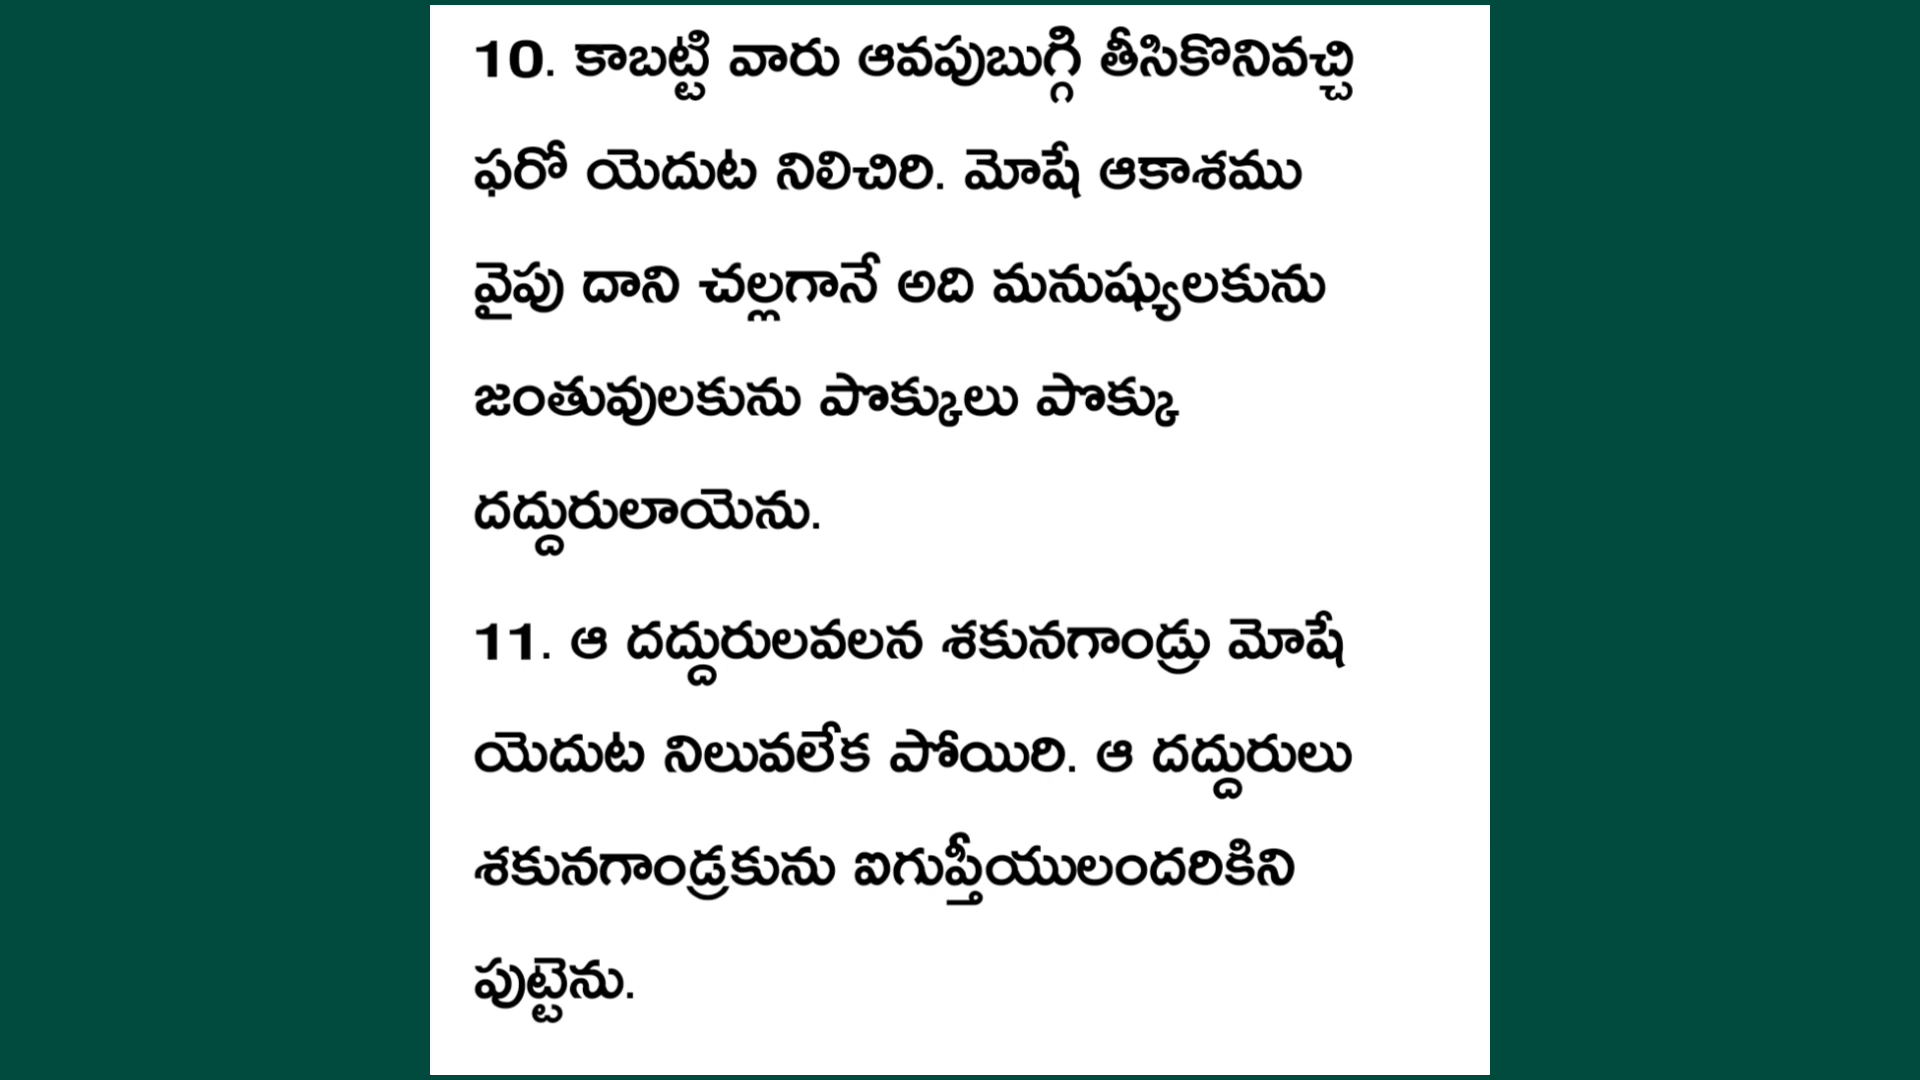 10. కాబట్టి వారు ఆవపుబుగ్గి తీసికొనివచ్చి
ఫరో యెదుట నిలిచిరి. మోషే ఆకాశము
వైపు దాని చల్లగానే అది మనుష్యులకును
జంతువులకును పొక్కులు పొక్కు
దద్దురులాయెను.
11. ఆ దద్దురులవలన శకునగాండ్రు మోషే
యెదుట నిలువలేక పోయిరి. ఆ దద్దురులు
శకునగాండ్రకును ఐగుప్తీయులందరికిని
పుట్టెను.